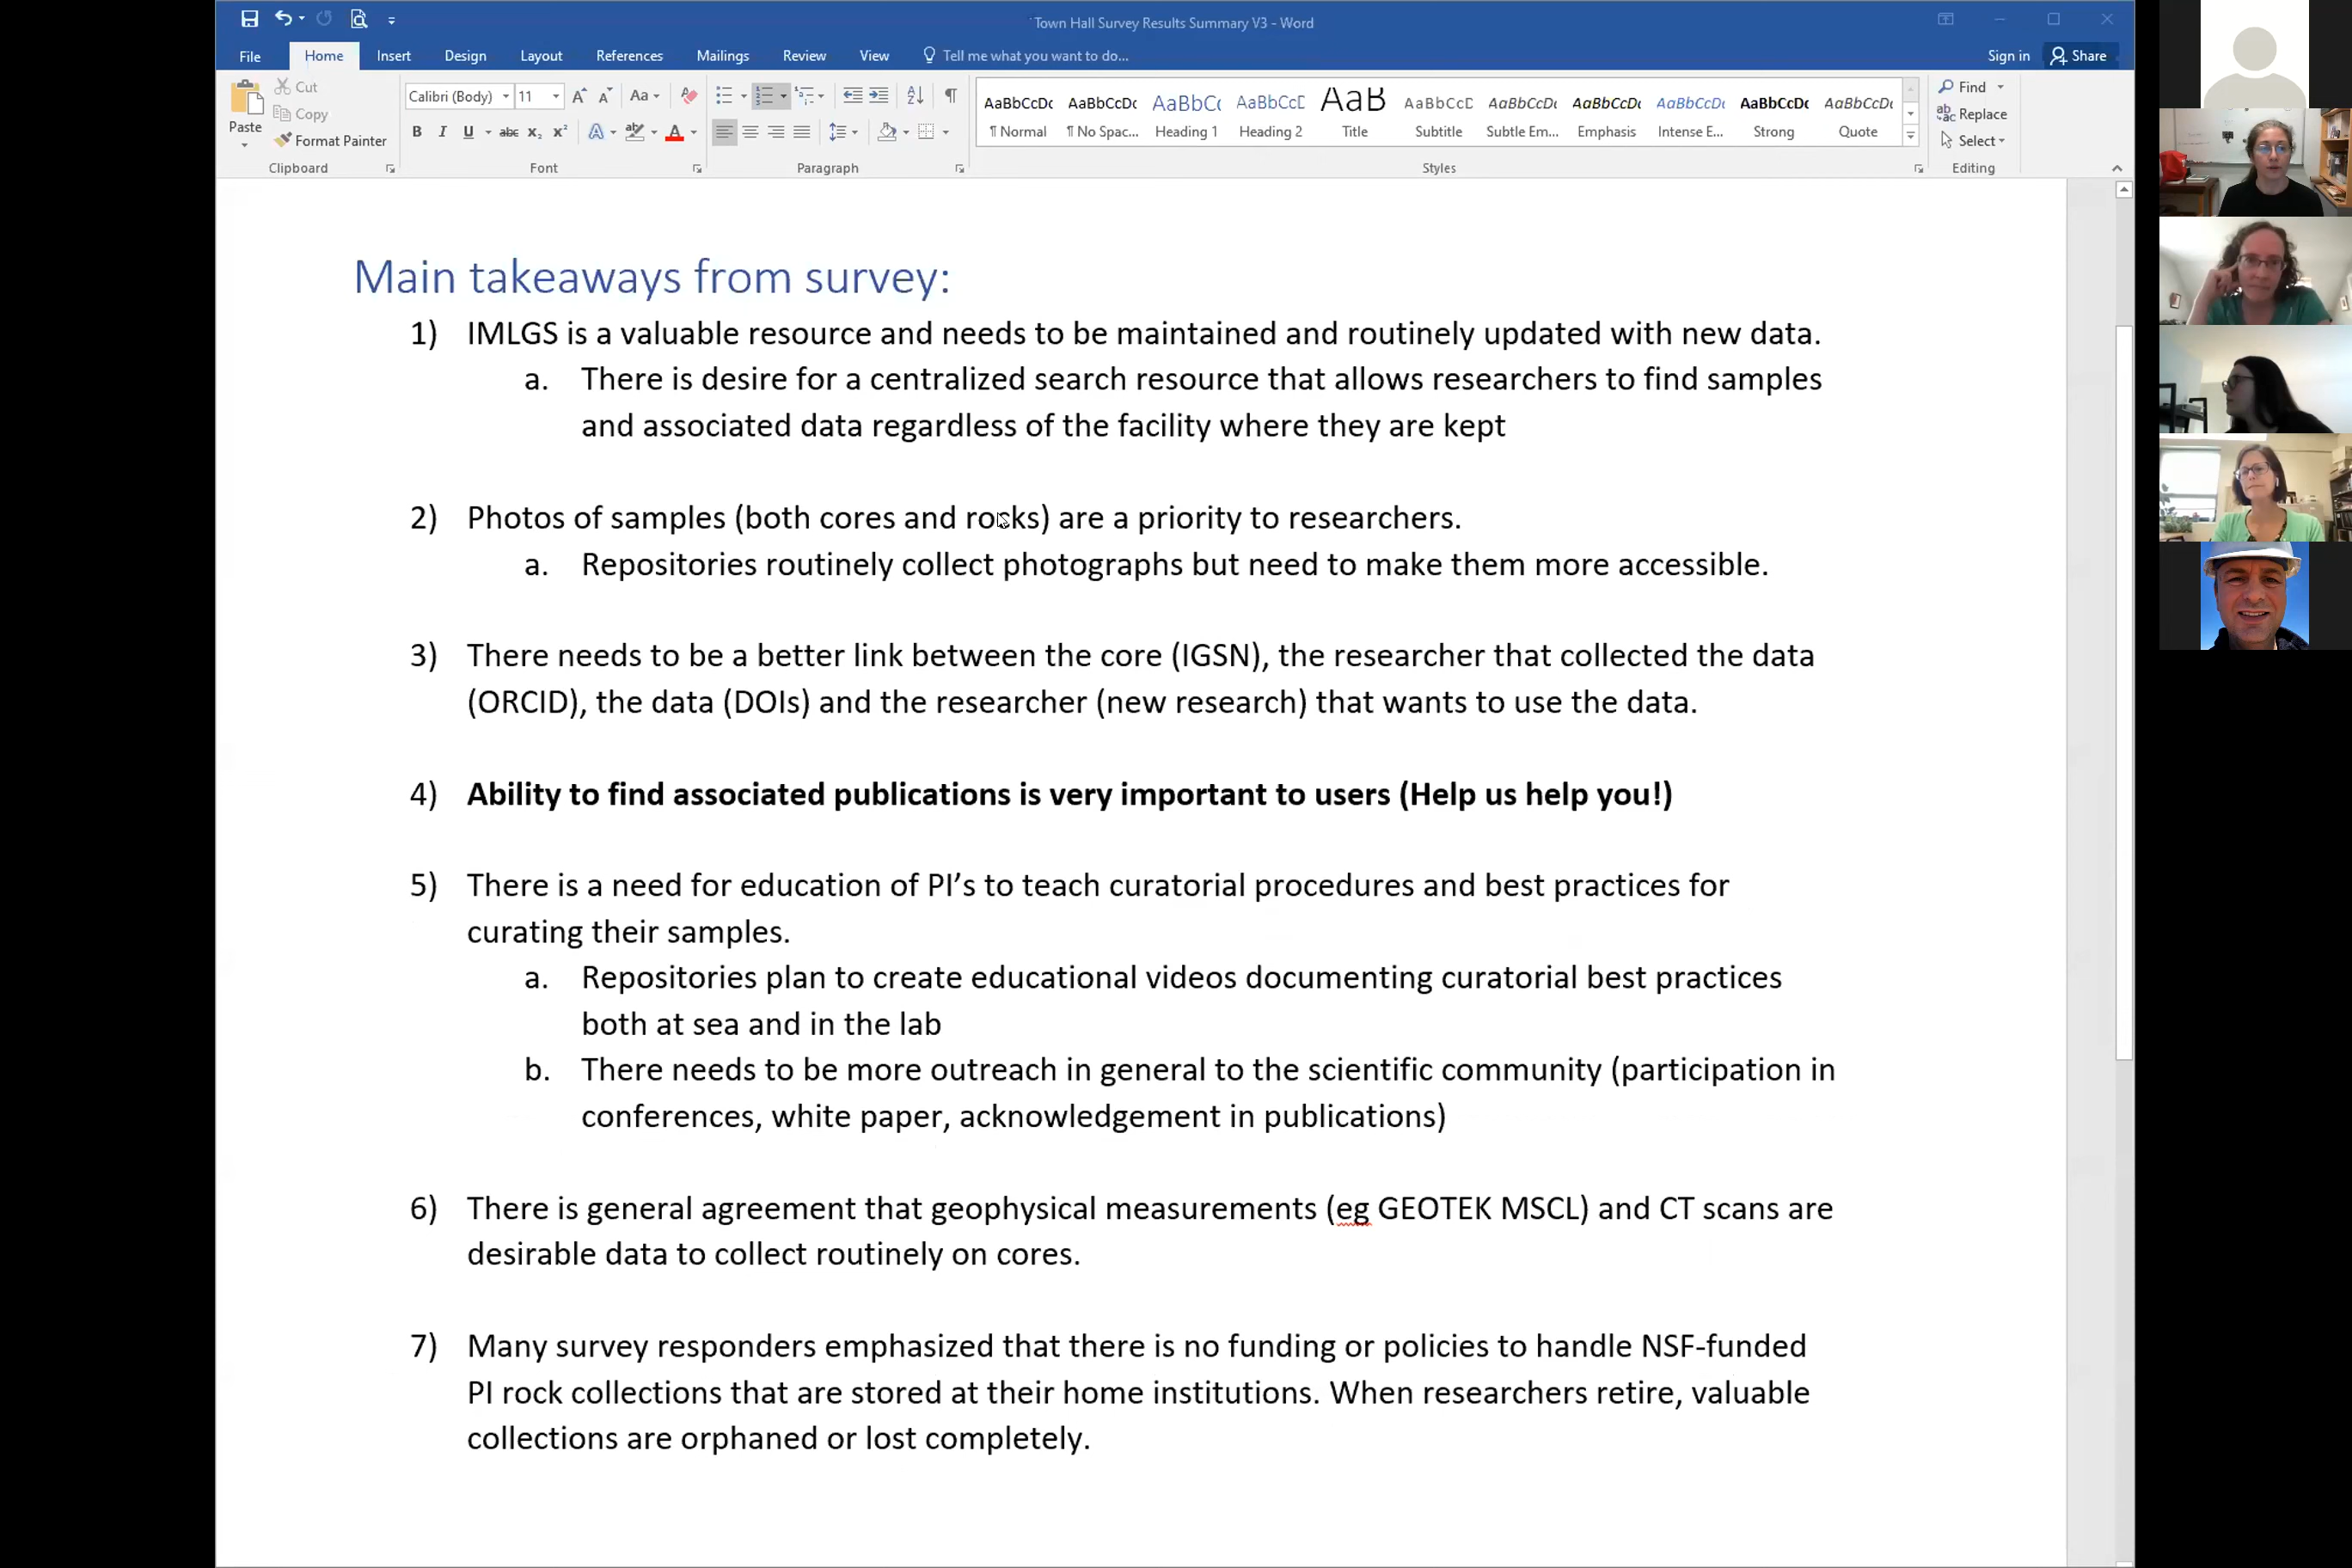 Town Hall Survey Results Summary V3 - Word
File Home Insert Design Layout References Mailings Review View Tell me what you want to do... Sign in Share
Paste
Cut
Copy
Format Painter
Clipboard
Calibri (Body) 11
Font
Paragraph
AaBbCcDc AaBbCcDc AaBbC AaBbCcD AaB AaBbCcD AaBbCcDc AaBbCcDc AaBbCcDc AaBbCcDc AaBbCcDc
¶ Normal ¶ No Spac... Heading 1 Heading 2 Title Subtitle Subtle Em... Emphasis Intense E... Strong Quote
Styles
Find
Replace
Select
Editing
Main takeaways from survey:
1) IMLGS is a valuable resource and needs to be maintained and routinely updated with new data.
a. There is desire for a centralized search resource that allows researchers to find samples
and associated data regardless of the facility where they are kept
2) Photos of samples (both cores and rocks) are a priority to researchers.
a. Repositories routinely collect photographs but need to make them more accessible.
3) There needs to be a better link between the core (IGSN), the researcher that collected the data
(ORCID), the data (DOIs) and the researcher (new research) that wants to use the data.
4) Ability to find associated publications is very important to users (Help us help you!)
5) There is a need for education of PI’s to teach curatorial procedures and best practices for
curating their samples.
a. Repositories plan to create educational videos documenting curatorial best practices
both at sea and in the lab
b. There needs to be more outreach in general to the scientific community (participation in
conferences, white paper, acknowledgement in publications)
6) There is general agreement that geophysical measurements (eg GEOTEK MSCL) and CT scans are
desirable data to collect routinely on cores.
7) Many survey responders emphasized that there is no funding or policies to handle NSF-funded
PI rock collections that are stored at their home institutions. When researchers retire, valuable
collections are orphaned or lost completely.